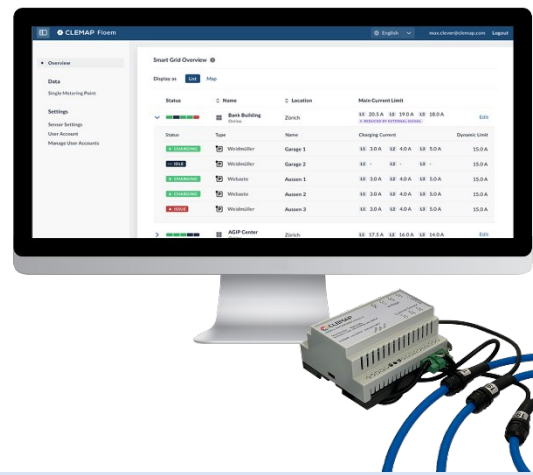 CLEMAP Floem
English
max.clever@clemap.com Logout
Overview
Data
Single Metering Point
Settings
Sensor Settings
User Account
Manage User Accounts
Smart Grid Overview
Display as List Map
Status Name Location Main Current Limit
Bank Building Zürich L1 20.5 A L2 19.0 A L3 18.0 A Edit
Online REDUCED BY EXTERNAL SIGNAL
Status Type Name Charging Current Dynamic Limit
CHARGING Weidmüller Garage 1 L1 3.0 A L2 4.0 A L3 5.0 A 15.0 A
IDLE Weidmüller Garage 2 L1 - L2 - L3 - 15.0 A
CHARGING Webasto Aussen 1 L1 3.0 A L2 4.0 A L3 5.0 A 15.0 A
CHARGING Webasto Aussen 2 L1 3.0 A L2 4.0 A L3 5.0 A 15.0 A
ISSUE Weidmüller Aussen 3 L1 3.0 A L2 4.0 A L3 5.0 A 15.0 A
AGIP Center Zürich L1 17.5 A L2 16.0 A L3 14.0 A Edit
CLEMAP